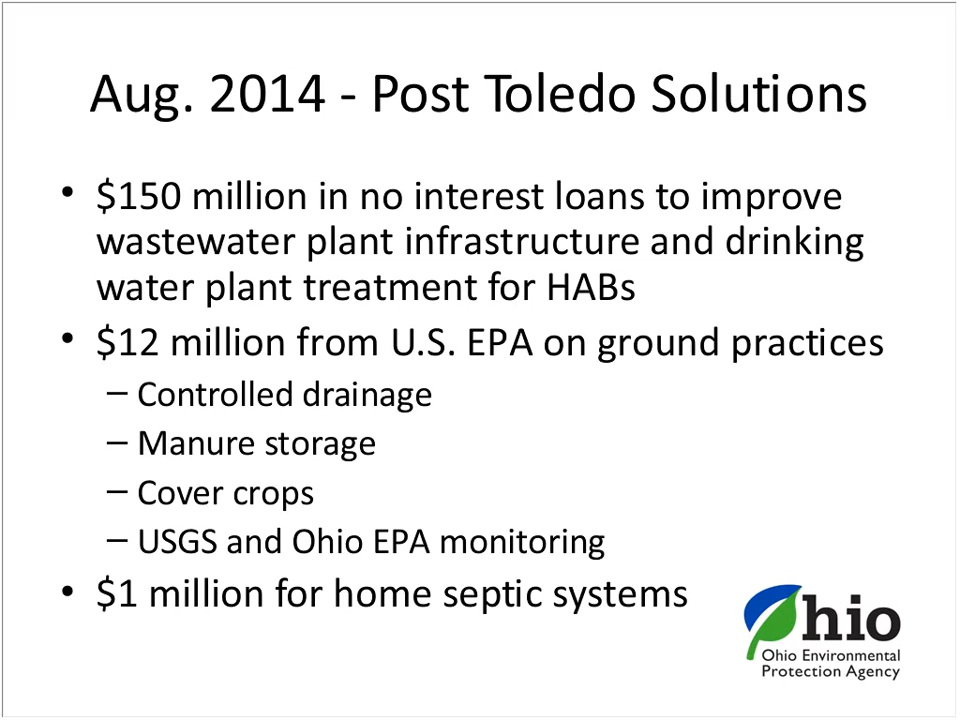 Aug. 2014 - Post Toledo Solutions
• $150 million in no interest loans to improve
wastewater plant infrastructure and drinking
water plant treatment for HABs
• $12 million from U.S. EPA on ground practices
– Controlled drainage
– Manure storage
– Cover crops
– USGS and Ohio EPA monitoring
• $1 million for home septic systems
Ohio
Ohio Environmental
Protection Agency